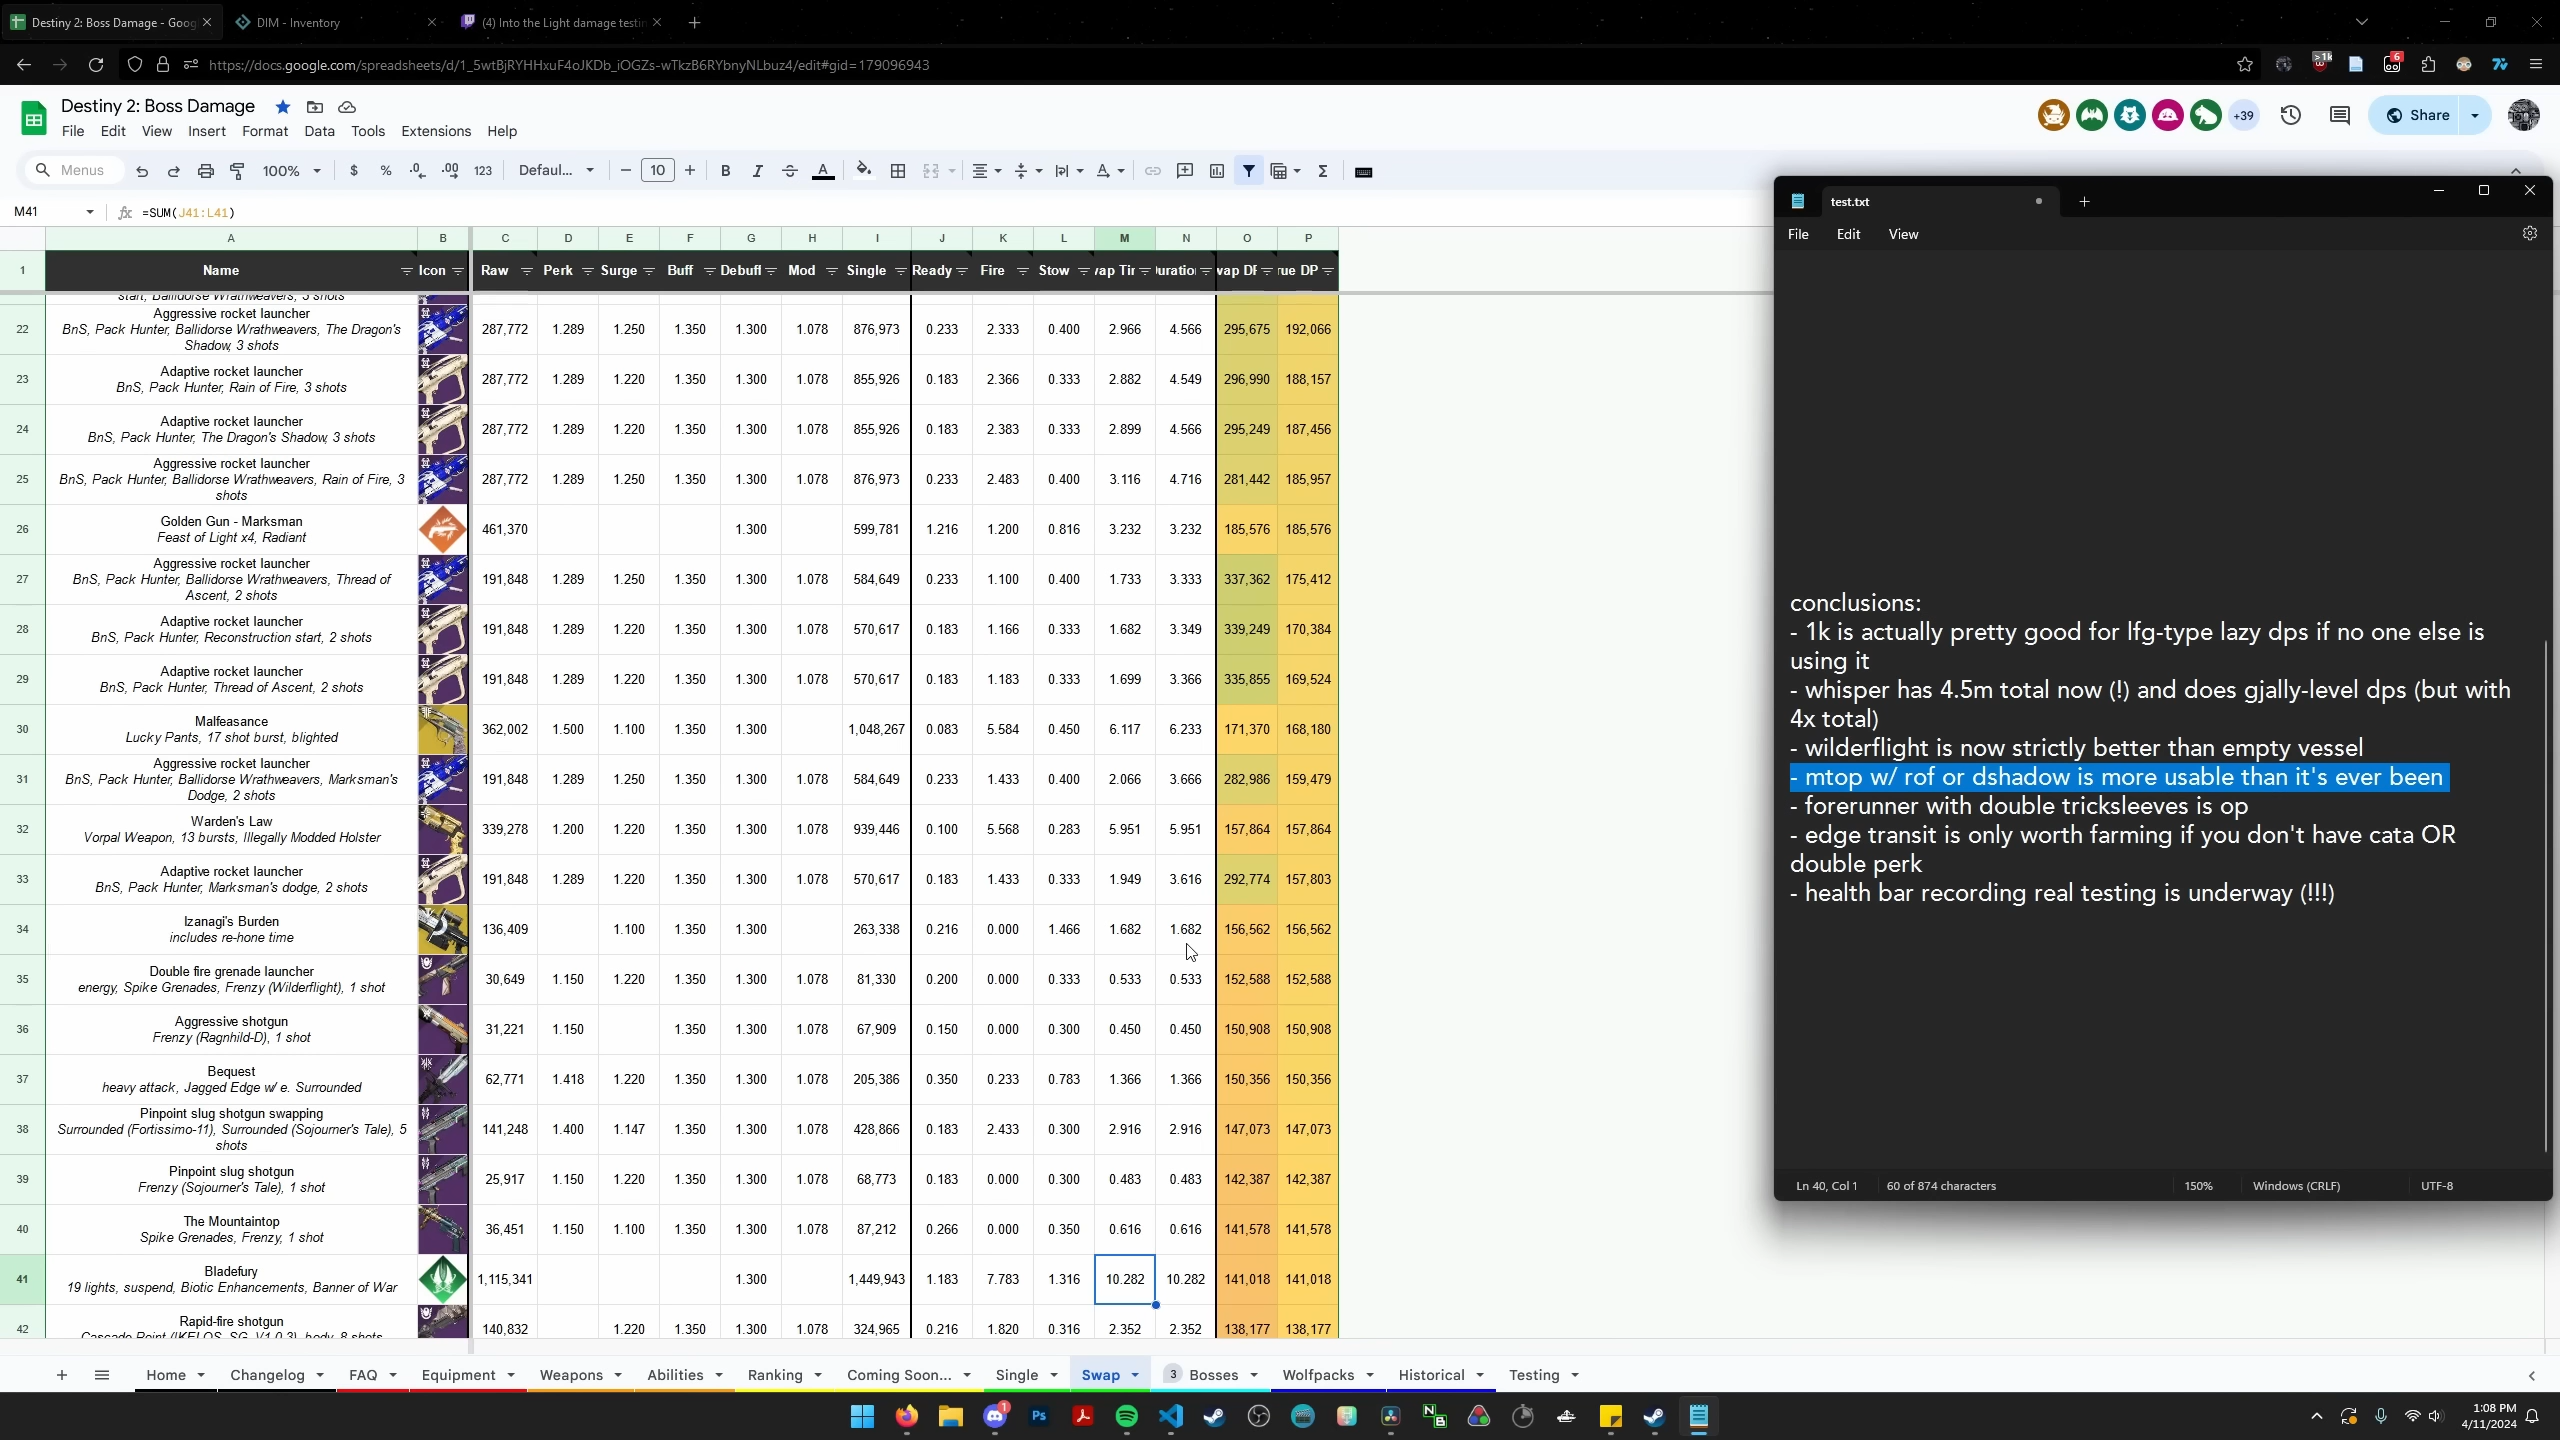 Destiny 2: Boss Damage - Goog
DIM - Inventory
(4) Into the Light damage testin
https://docs.google.com/spreadsheets/d/1_5wtBjRYHHxuF4oJKDb_iOGZs-wTkzB6RYbnyNLbuz4/edit#gid=179096943
>1k
6
Destiny 2: Boss Damage
File Edit View Insert Format Data Tools Extensions Help
+39
Share
Menus
100% $ % .0 .00 123 Defaul... 10 B I A
M41 =SUM(J41:L41)
A B C D E F G H I J K L M N O P
1 Name Icon Raw Perk Surge Buff Debuff Mod Single Ready Fire Stow
start, Ballidorse Wrathweavers, 3 shots
22 Aggressive rocket launcher
BnS, Pack Hunter, Ballidorse Wrathweavers, The Dragon's
Shadow, 3 shots
287,772 1.289 1.250 1.350 1.300 1.078 876,973 0.233 2.333 0.400 2.966 4.566 295,675 192,066
23 Adaptive rocket launcher
BnS, Pack Hunter, Rain of Fire, 3 shots
287,772 1.289 1.220 1.350 1.300 1.078 855,926 0.183 2.366 0.333 2.882 4.549 296,990 188,157
24 Adaptive rocket launcher
BnS, Pack Hunter, The Dragon's Shadow, 3 shots
287,772 1.289 1.220 1.350 1.300 1.078 855,926 0.183 2.383 0.333 2.899 4.566 295,249 187,456
25 Aggressive rocket launcher
BnS, Pack Hunter, Ballidorse Wrathweavers, Rain of Fire, 3
shots
287,772 1.289 1.250 1.350 1.300 1.078 876,973 0.233 2.483 0.400 3.116 4.716 281,442 185,957
26 Golden Gun - Marksman
Feast of Light x4, Radiant
461,370 1.300 599,781 1.216 1.200 0.816 3.232 3.232 185,576 185,576
27 Aggressive rocket launcher
BnS, Pack Hunter, Ballidorse Wrathweavers, Thread of
Ascent, 2 shots
191,848 1.289 1.250 1.350 1.300 1.078 584,649 0.233 1.100 0.400 1.733 3.333 337,362 175,412
28 Adaptive rocket launcher
BnS, Pack Hunter, Reconstruction start, 2 shots
191,848 1.289 1.220 1.350 1.300 1.078 570,617 0.183 1.166 0.333 1.682 3.349 339,249 170,384
29 Adaptive rocket launcher
BnS, Pack Hunter, Thread of Ascent, 2 shots
191,848 1.289 1.220 1.350 1.300 1.078 570,617 0.183 1.183 0.333 1.699 3.366 335,855 169,524
30 Malfeasance
Lucky Pants, 17 shot burst, blighted
362,002 1.500 1.100 1.350 1.300 1,048,267 0.083 5.584 0.450 6.117 6.233 171,370 168,180
31 Aggressive rocket launcher
BnS, Pack Hunter, Ballidorse Wrathweavers, Marksman's
Dodge, 2 shots
191,848 1.289 1.250 1.350 1.300 1.078 584,649 0.233 1.433 0.400 2.066 3.666 282,986 159,479
32 Warden's Law
Vorpal Weapon, 13 bursts, Illegally Modded Holster
339,278 1.200 1.220 1.350 1.300 1.078 939,446 0.100 5.568 0.283 5.951 5.951 157,864 157,864
33 Adaptive rocket launcher
BnS, Pack Hunter, Marksman's dodge, 2 shots
191,848 1.289 1.220 1.350 1.300 1.078 570,617 0.183 1.433 0.333 1.949 3.616 292,774 157,803
34 Izanagi's Burden
includes re-hone time
136,409 1.100 1.350 1.300 263,338 0.216 0.000 1.466 1.682 1.682 156,562 156,562
35 Double fire grenade launcher
energy, Spike Grenades, Frenzy (Wilderflight), 1 shot
30,649 1.150 1.220 1.350 1.300 1.078 81,330 0.200 0.000 0.333 0.533 0.533 152,588 152,588
36 Aggressive shotgun
Frenzy (Ragnhild-D), 1 shot
31,221 1.150 1.350 1.300 1.078 67,909 0.150 0.000 0.300 0.450 0.450 150,908 150,908
37 Bequest
heavy attack, Jagged Edge w/ e. Surrounded
62,771 1.418 1.220 1.350 1.300 1.078 205,386 0.350 0.233 0.783 1.366 1.366 150,356 150,356
38 Pinpoint slug shotgun swapping
Surrounded (Fortissimo-11), Surrounded (Sojourner's Tale), 5
shots
141,248 1.400 1.147 1.350 1.300 1.078 428,866 0.183 2.433 0.300 2.916 2.916 147,073 147,073
39 Pinpoint slug shotgun
Frenzy (Sojourner's Tale), 1 shot
25,917 1.150 1.220 1.350 1.300 1.078 68,773 0.183 0.000 0.300 0.483 0.483 142,387 142,387
40 The Mountaintop
Spike Grenades, Frenzy, 1 shot
36,451 1.150 1.100 1.350 1.300 1.078 87,212 0.266 0.000 0.350 0.616 0.616 141,578 141,578
41 Bladefury
19 lights, suspend, Biotic Enhancements, Banner of War
1,115,341 1.300 1,449,943 1.183 7.783 1.316 10.282 10.282 141,018 141,018
42 Rapid-fire shotgun
Cascade Point (IKELOS_SG_V1.0.3), body, 8 shots
140,832 1.220 1.350 1.300 1.078 324,965 0.216 1.820 0.316 2.352 2.352 138,177 138,177
Home Changelog FAQ Equipment Weapons Abilities Ranking Coming Soon... Single Swap 3 Bosses Wolfpacks Historical Testing
test.txt
File Edit View
conclusions:
- 1k is actually pretty good for lfg-type lazy dps if no one else is
using it
- whisper has 4.5m total now (!) and does gjally-level dps (but with
4x total)
- wilderflight is now strictly better than empty vessel
- mtop w/ rof or dshadow is more usable than it's ever been
- forerunner with double tricksleeves is op
- edge transit is only worth farming if you don't have cata OR
double perk
- health bar recording real testing is underway (!!!)
Ln 40, Col 1 60 of 874 characters 150% Windows (CRLF) UTF-8
1:08 PM
4/11/2024